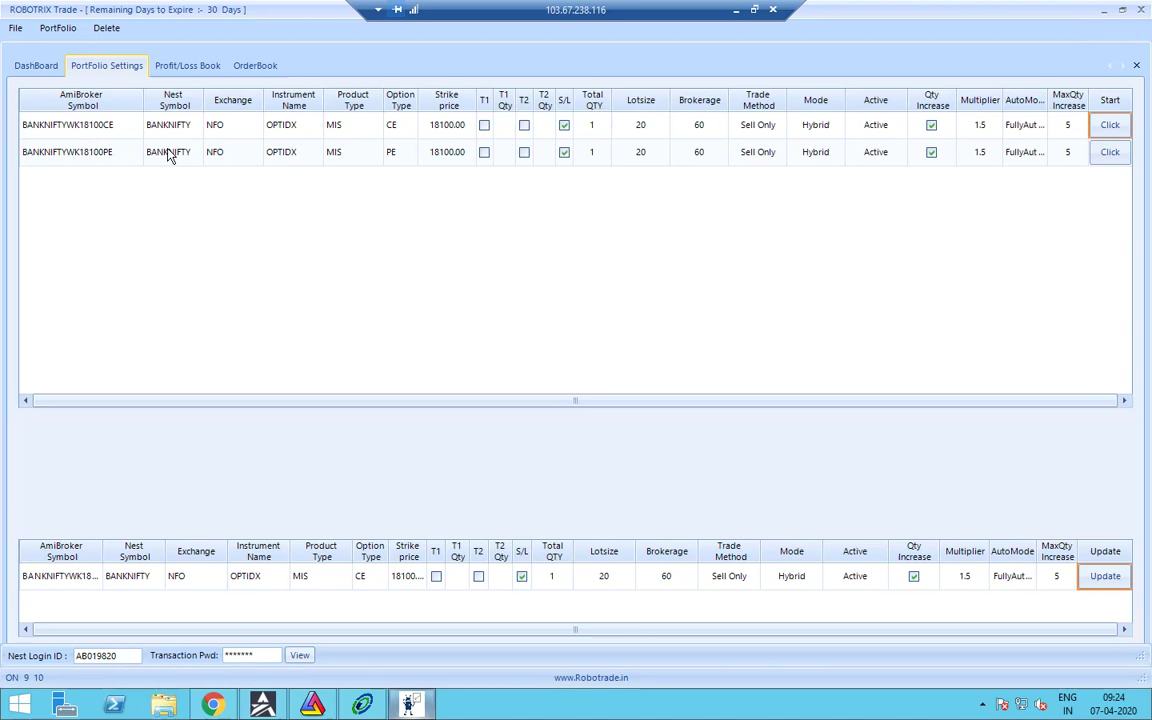 ROBOTRIX Trade - [ Remaining Days to Expire :- 30 Days ]
103.67.238.116
File PortFolio Delete
DashBoard PortFolio Settings Profit/Loss Book OrderBook
AmiBroker Symbol Nest Symbol Exchange Instrument Name Product Type Option Type Strike price T1 T1 Qty T2 T2 Qty S/L Total QTY Lotsize Brokerage Trade Method Mode Active Qty Increase Multiplier AutoMo... MaxQty Increase Start
BANKNIFTYWK18100CE BANKNIFTY NFO OPTIDX MIS CE 18100.00 1 20 60 Sell Only Hybrid Active 1.5 FullyAut ... 5 Click
BANKNIFTYWK18100PE BANKNIFTY NFO OPTIDX MIS PE 18100.00 1 20 60 Sell Only Hybrid Active 1.5 FullyAut ... 5 Click
AmiBroker Symbol Nest Symbol Exchange Instrument Name Product Type Option Type Strike price T1 T1 Qty T2 T2 Qty S/L Total QTY Lotsize Brokerage Trade Method Mode Active Qty Increase Multiplier AutoMode MaxQty Increase Update
BANKNIFTYWK18... BANKNIFTY NFO OPTIDX MIS CE 18100.... 1 20 60 Sell Only Hybrid Active 1.5 FullyAut... 5 Update
Nest Login ID : AB019820 Transaction Pwd: ******* View
ON 9 10 www.Robotrade.in
ENG 09:24
IN 07-04-2020